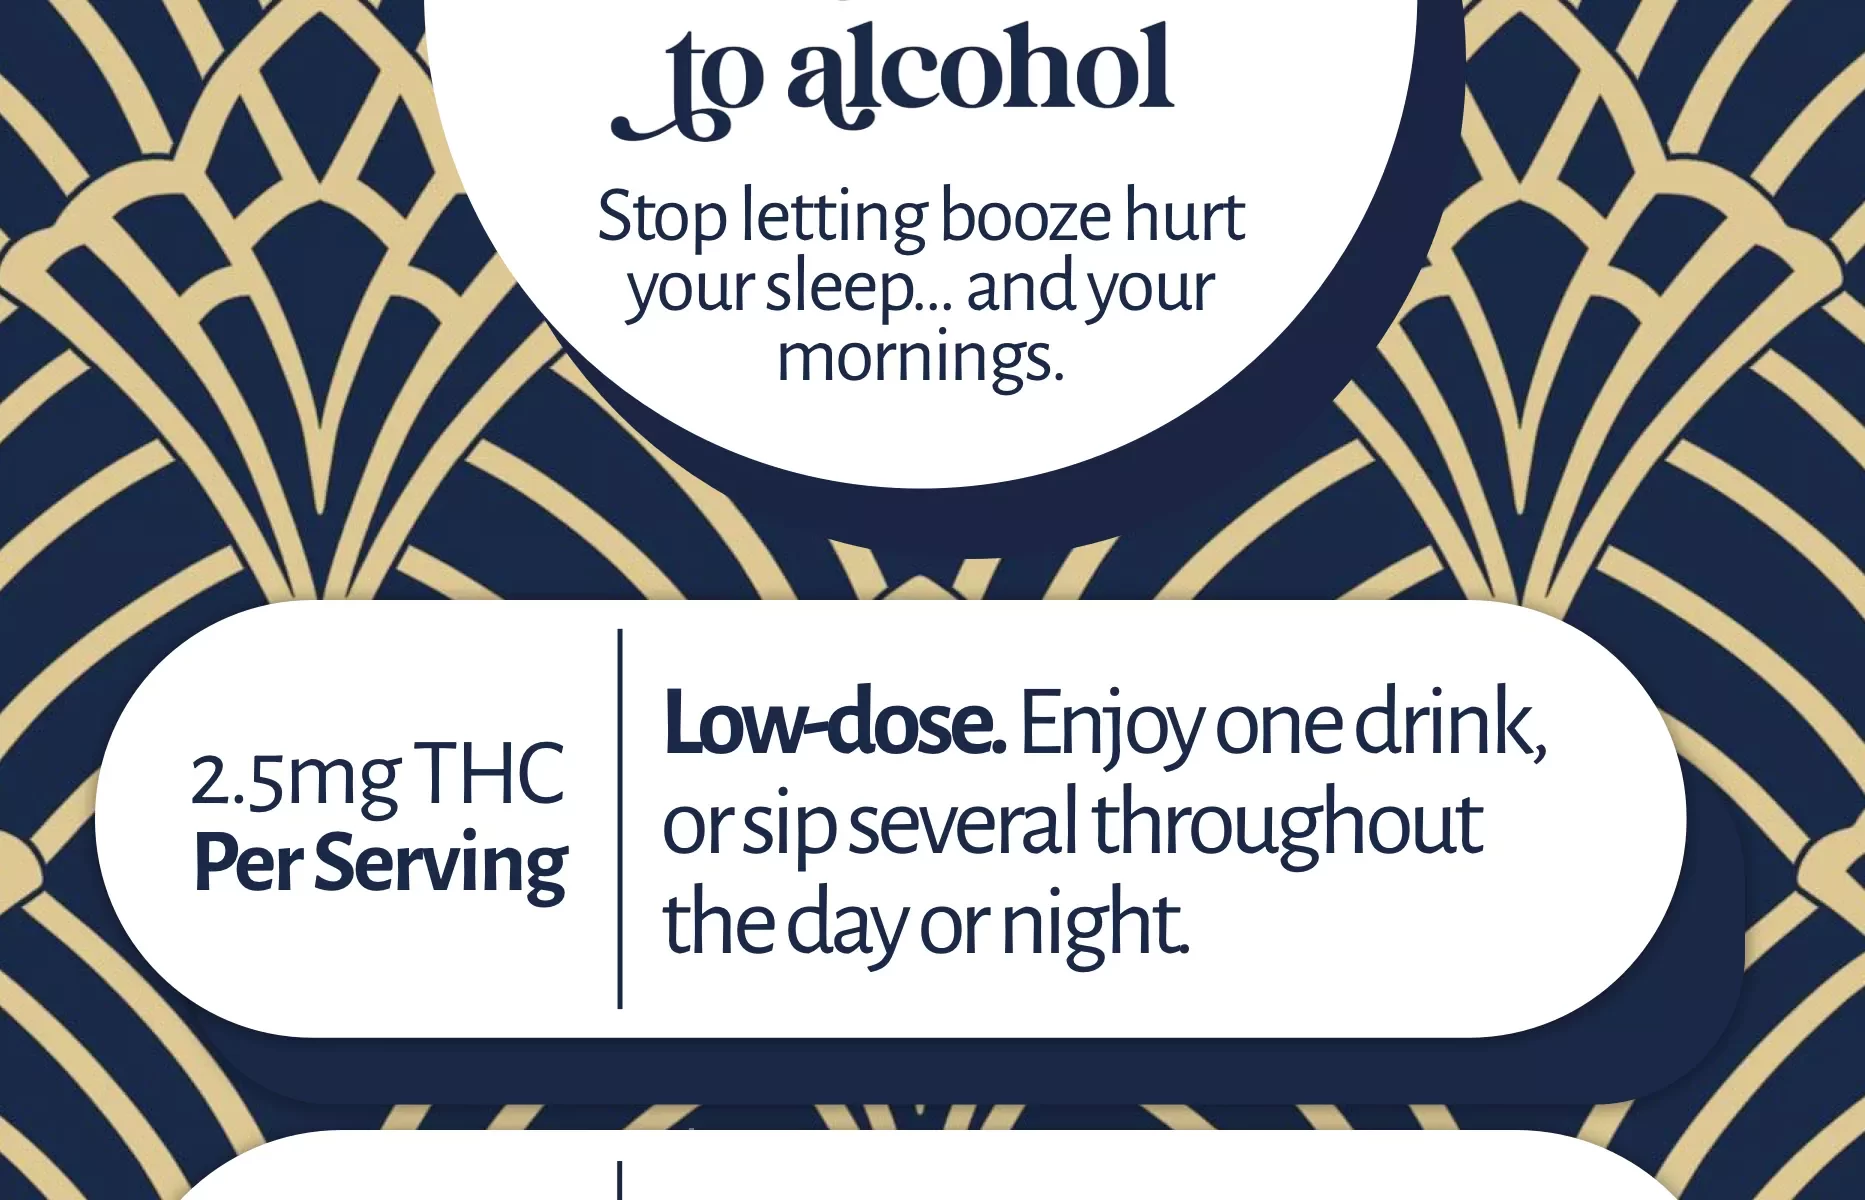 to alcohol
Stop letting booze hurt
your sleep... and your
mornings.
2.5mg THC
Per Serving
Low-dose. Enjoy one drink,
or sip several throughout
the day or night.